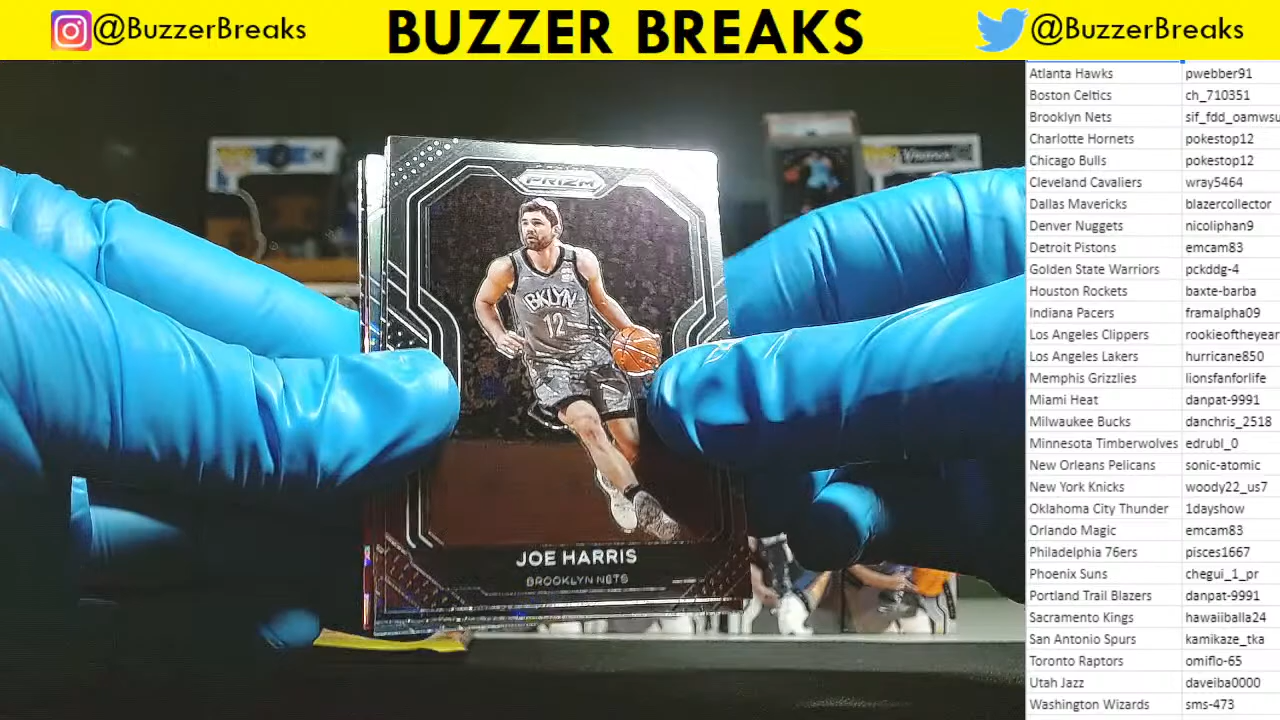 @BuzzerBreaks
BUZZER BREAKS
@BuzzerBreaks
PRIZM
BKLYN
12
JOE HARRIS
BROOKLYN NETS
Atlanta Hawks pwebber91
Boston Celtics ch_710351
Brooklyn Nets sif_fdd_oamwsu
Charlotte Hornets pokestop12
Chicago Bulls pokestop12
Cleveland Cavaliers wray5464
Dallas Mavericks blazercollector
Denver Nuggets nicoliphan9
Detroit Pistons emcam83
Golden State Warriors pckddg-4
Houston Rockets baxte-barba
Indiana Pacers framalpha09
Los Angeles Clippers rookieoftheyear
Los Angeles Lakers hurricane850
Memphis Grizzlies lionsfanforlife
Miami Heat danpat-9991
Milwaukee Bucks danchris_2518
Minnesota Timberwolves edrubl_0
New Orleans Pelicans sonic-atomic
New York Knicks woody22_us7
Oklahoma City Thunder 1dayshow
Orlando Magic emcam83
Philadelphia 76ers pisces1667
Phoenix Suns chegui_1_pr
Portland Trail Blazers danpat-9991
Sacramento Kings hawaiiballa24
San Antonio Spurs kamikaze_tka
Toronto Raptors omiflo-65
Utah Jazz daveiba0000
Washington Wizards sms-473